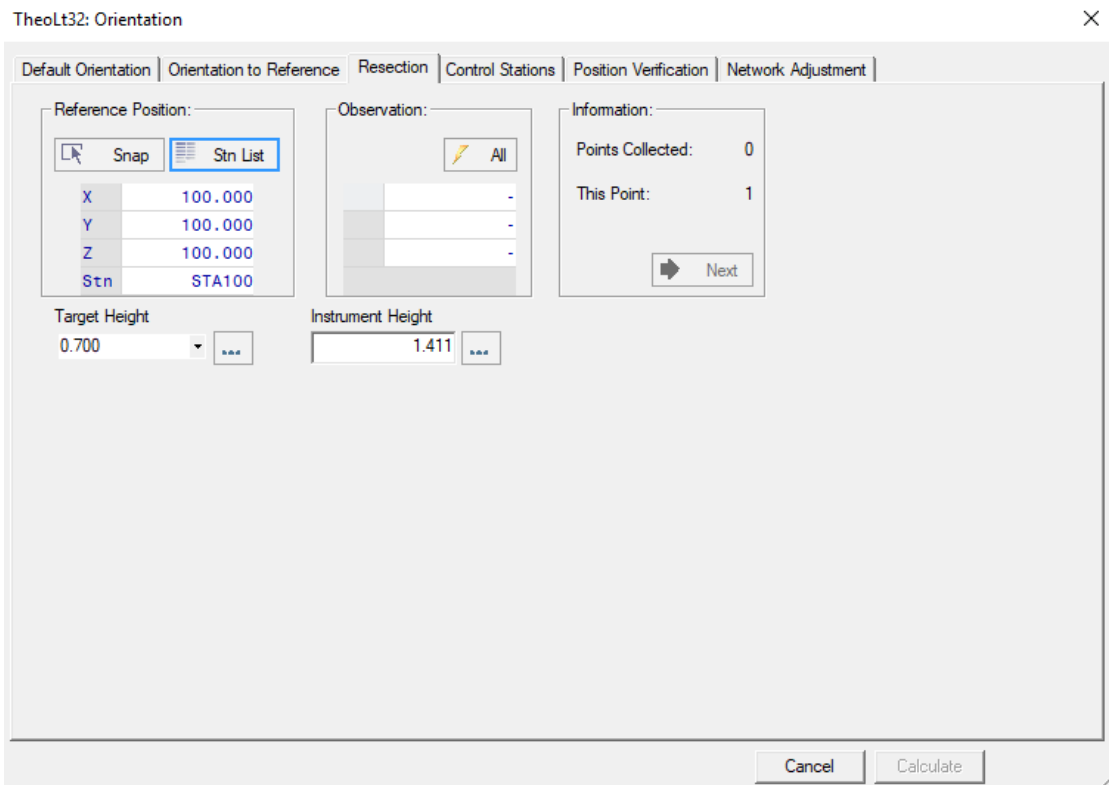 TheoLt32: Orientation
Default Orientation Orientation to Reference Resection Control Stations Position Verification Network Adjustment
Reference Position:
Snap Stn List
X 100.000
Y 100.000
Z 100.000
Stn STA100
Observation:
All
-
-
-
Information:
Points Collected: 0
This Point: 1
Next
Target Height
0.700 ...
Instrument Height
1.411 ...
Cancel Calculate